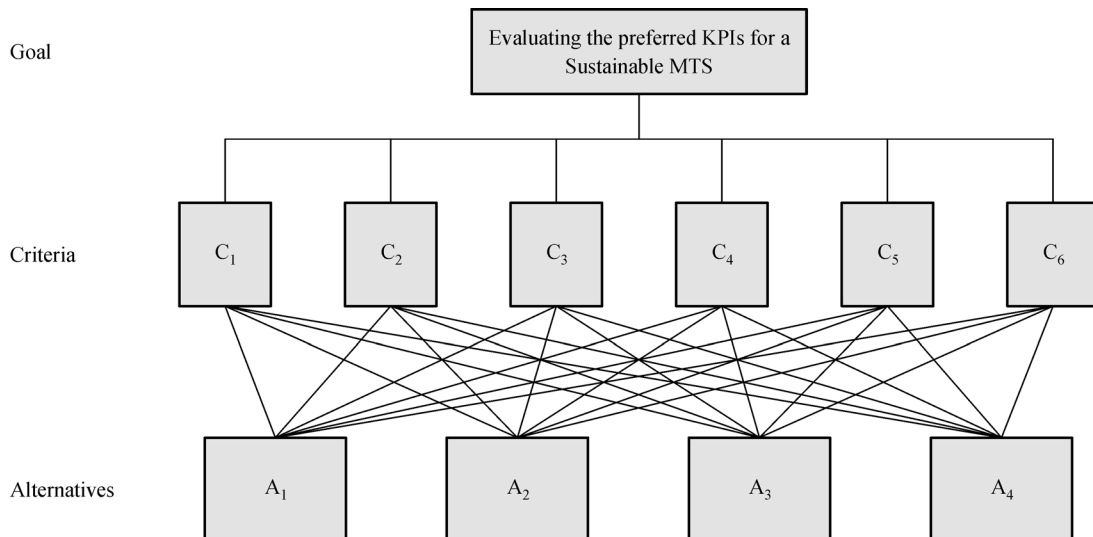 Goal
Evaluating the preferred KPIs for a
Sustainable MTS
Criteria
C₁
C₂
C₃
C₄
C₅
C₆
Alternatives
A₁
A₂
A₃
A₄